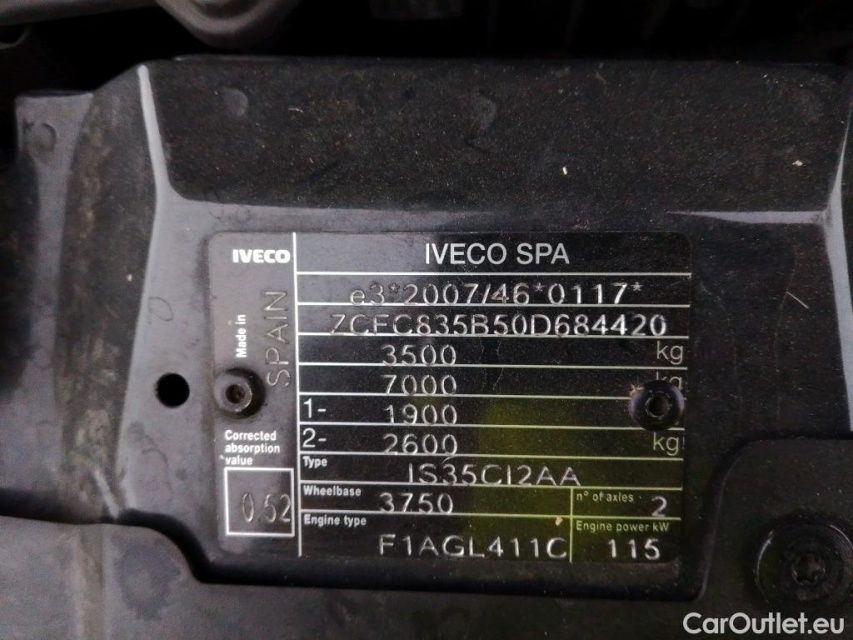 IVECO
IVECO SPA
Made in
SPAIN
e3*2007/46*0117*
ZCFC835B50D684420
3500 kg
7000 kg
1- 1900
2- 2600 kg
Corrected
absorption
value
0.52
Type
IS35CI2AA
Wheelbase 3750
n° of axles 2
Engine type
F1AGL411C
Engine power kW
115
CarOutlet.eu